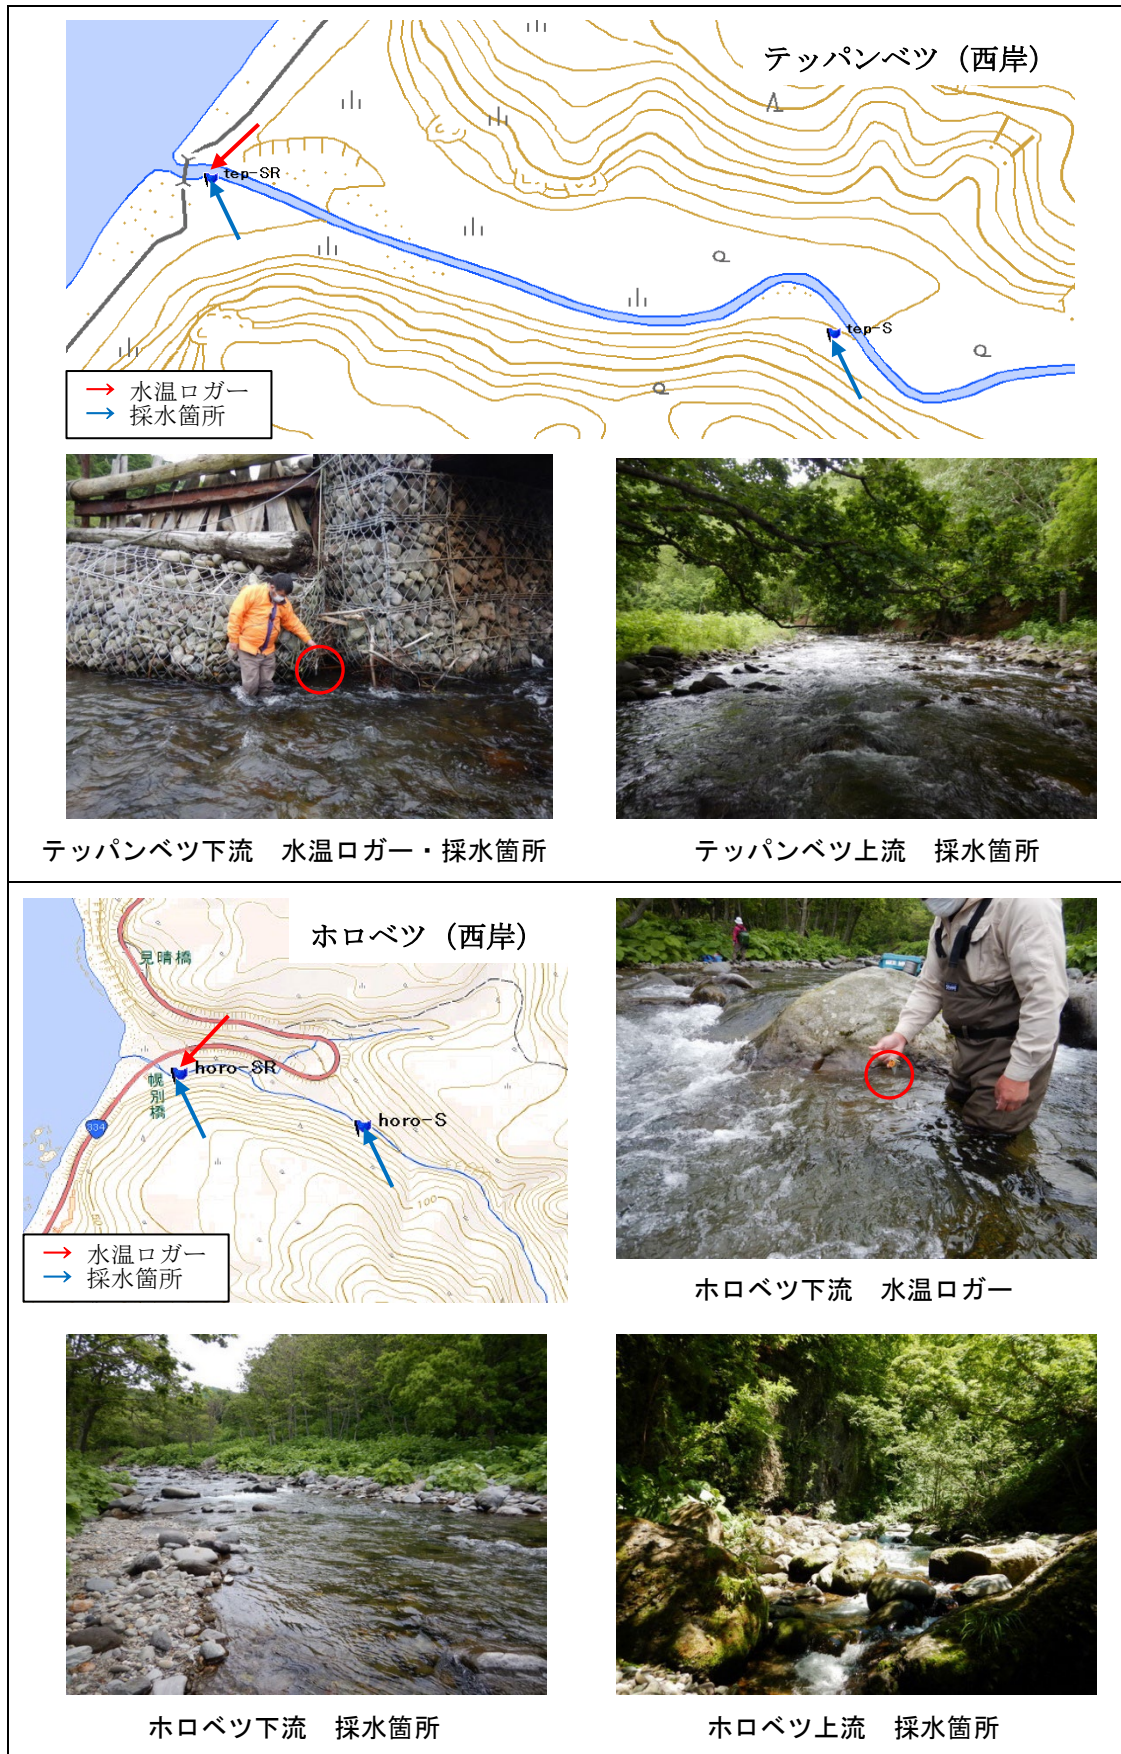 テッパンベツ（西岸）
tep-SR
tep-S
→ 水温ロガー
→ 採水箇所
テッパンベツ下流　水温ロガー・採水箇所
テッパンベツ上流　採水箇所
ホロベツ（西岸）
見晴橋
horo-SR
幌別橋
horo-S
334
100
→ 水温ロガー
→ 採水箇所
ホロベツ下流　水温ロガー
ホロベツ下流　採水箇所
ホロベツ上流　採水箇所